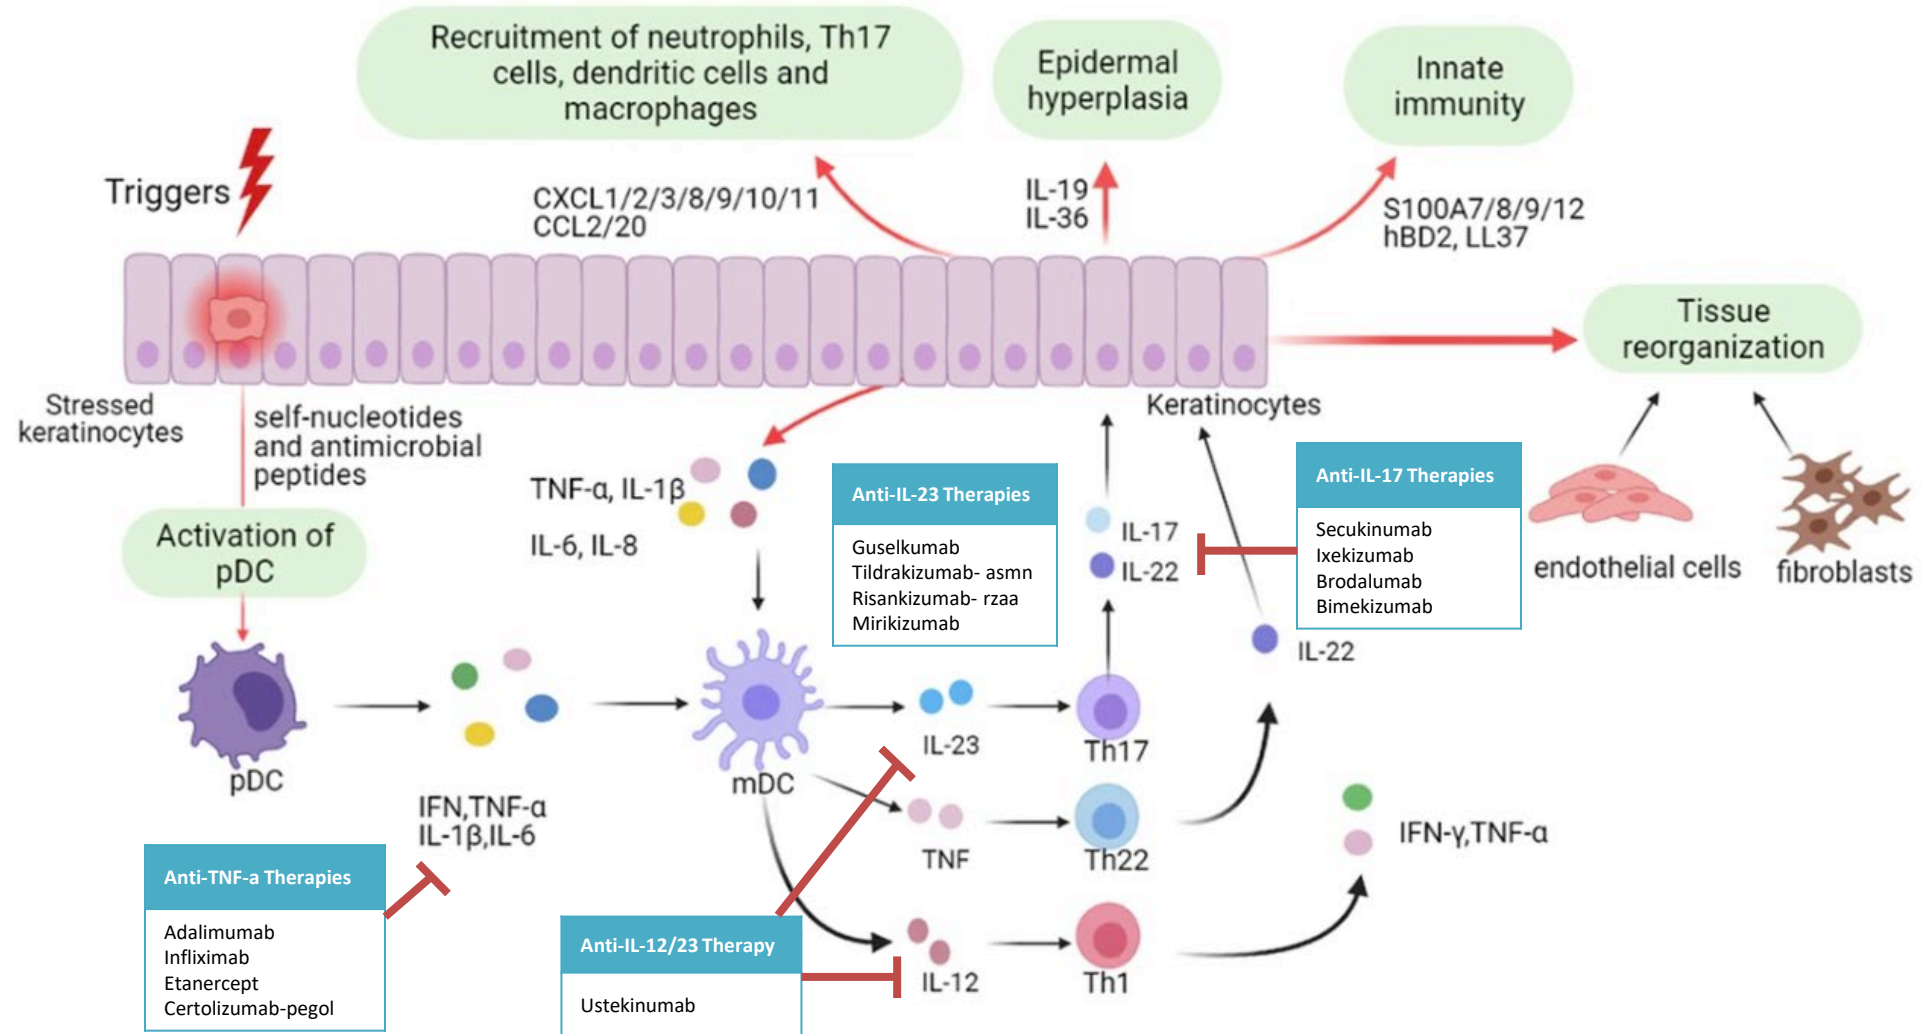 Recruitment of neutrophils, Th17
cells, dendritic cells and
macrophages
Epidermal
hyperplasia
Innate
immunity
Triggers
CXCL1/2/3/8/9/10/11
CCL2/20
IL-19
IL-36
S100A7/8/9/12
hBD2, LL37
Tissue
reorganization
Stressed
keratinocytes
self-nucleotides
and antimicrobial
peptides
Keratinocytes
Activation of
pDC
TNF-α, IL-1β
IL-6, IL-8
Anti-IL-23 Therapies
Guselkumab
Tildrakizumab- asmn
Risankizumab- rzaa
Mirikizumab
IL-17
IL-22
Anti-IL-17 Therapies
Secukinumab
Ixekizumab
Brodalumab
Bimekizumab
endothelial cells
fibroblasts
IL-22
pDC
IFN,TNF-α
IL-1β,IL-6
mDC
IL-23
Th17
TNF
Th22
IFN-γ,TNF-α
IL-12
Th1
Anti-TNF-a Therapies
Adalimumab
Infliximab
Etanercept
Certolizumab-pegol
Anti-IL-12/23 Therapy
Ustekinumab